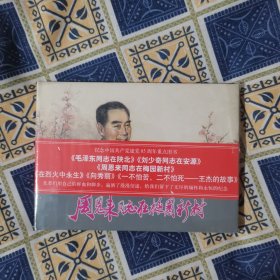 纪念中国共产党建党85周年重点图书
《毛泽东同志在陕北》《刘少奇同志在安源》
《周恩来同志在梅园新村》
《在烈火中永生》《向秀丽》《一不怕苦、二不怕死——王杰的故事》
周恩来同志在梅园新村